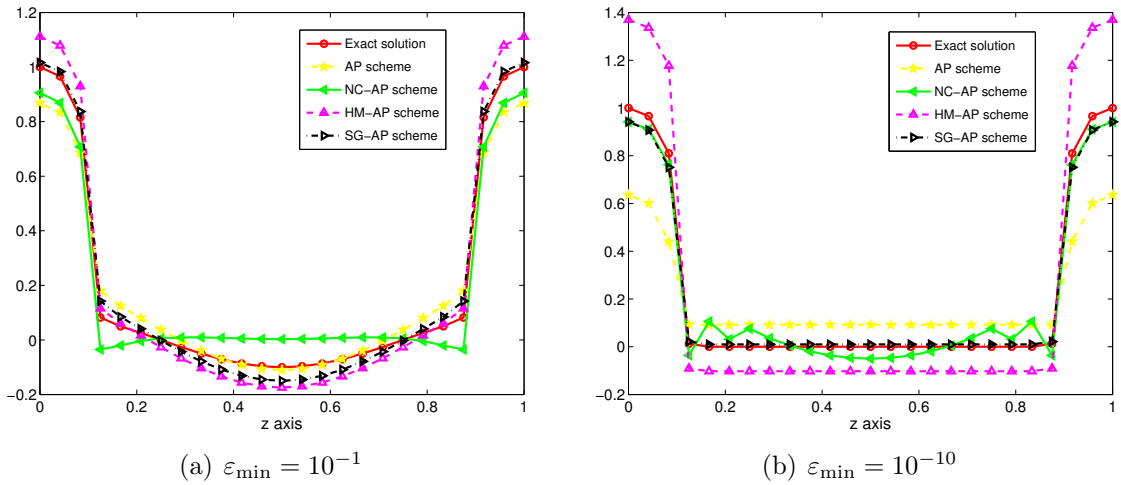 1.2
1
0.8
0.6
0.4
0.2
0
−0.2
0
0.2
0.4
0.6
0.8
1
z axis
Exact solution
AP scheme
NC−AP scheme
HM−AP scheme
SG−AP scheme
(a) εmin = 10−1
1.4
1.2
1
0.8
0.6
0.4
0.2
0
−0.2
0
0.2
0.4
0.6
0.8
1
z axis
Exact solution
AP scheme
NC−AP scheme
HM−AP scheme
SG−AP scheme
(b) εmin = 10−10